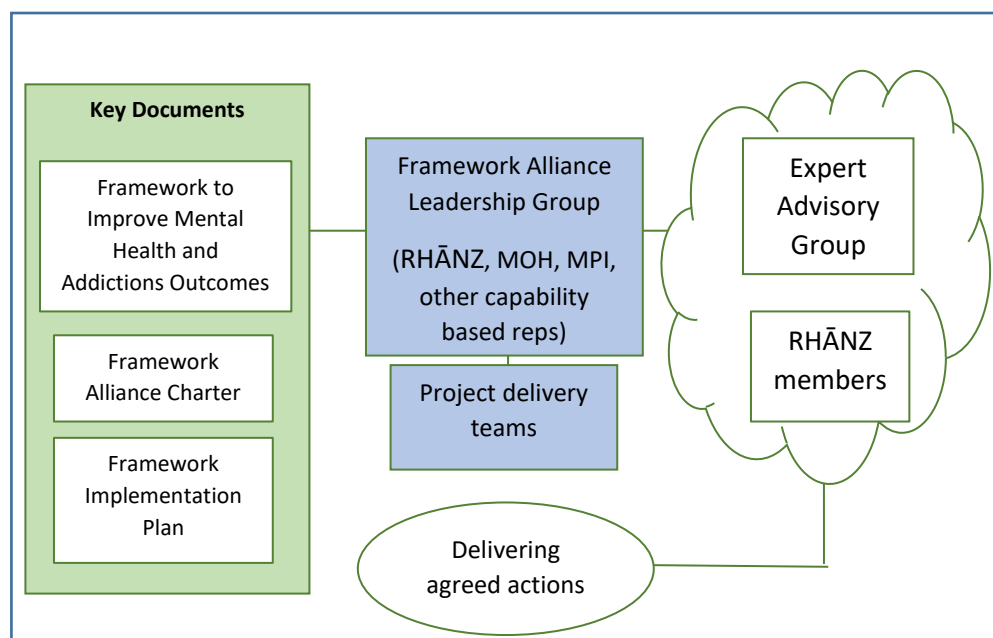 Key Documents
Framework to
Improve Mental
Health and
Addictions Outcomes
Framework
Alliance Charter
Framework
Implementation
Plan
Framework Alliance
Leadership Group
(RHĀNZ, MOH, MPI,
other capability
based reps)
Project delivery
teams
Expert
Advisory
Group
RHĀNZ
members
Delivering
agreed actions